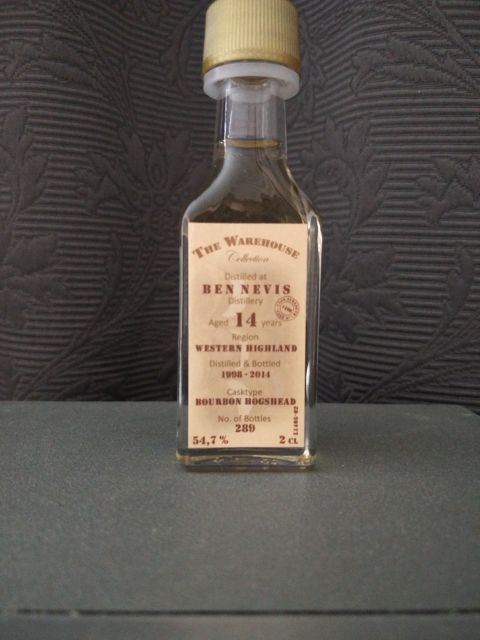 The Warehouse
Collection
Distilled at
BEN NEVIS
Distillery
Aged 14 years
Region
WESTERN HIGHLAND
Distilled & Bottled
1998 - 2014
Casktype
BOURBON HOGSHEAD
No. of Bottles
289
54,7 % 2 CL